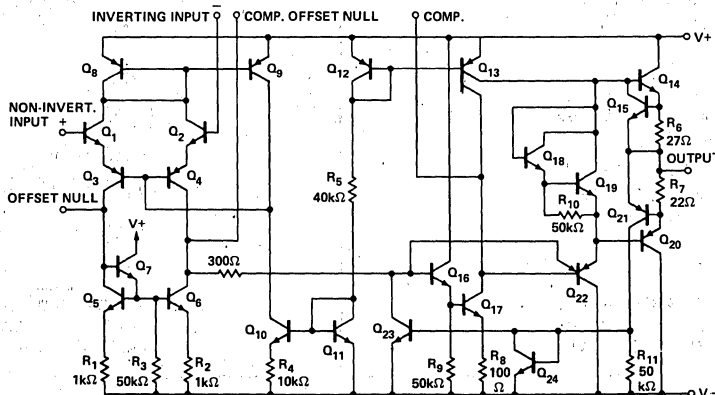 INVERTING INPUT −
COMP. OFFSET NULL
COMP.
V+
Q8
Q9
Q12
Q13
Q14
Q15
NON-INVERT.
INPUT +
Q1
Q2
R6
27Ω
Q18
OUTPUT
Q3
Q4
R5
40kΩ
Q19
R7
22Ω
OFFSET NULL
R10
50kΩ
Q21
Q20
V+
Q7
300Ω
Q16
Q5
Q6
Q17
Q22
Q10
Q11
Q23
R1
1kΩ
R3
50kΩ
R2
1kΩ
R4
10kΩ
R9
50kΩ
R8
100
Ω
Q24
R11
50
kΩ
V−